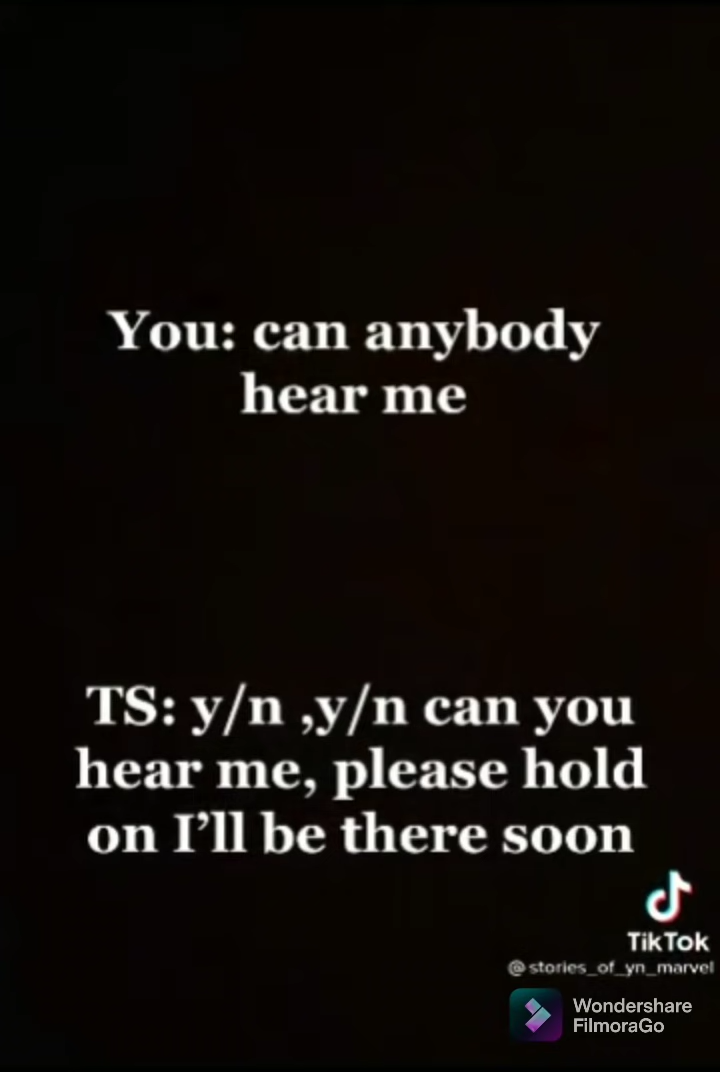 You: can anybody
hear me
TS: y/n ,y/n can you
hear me, please hold
on I’ll be there soon
TikTok
@stories_of_yn_marvel
Wondershare
FilmoraGo